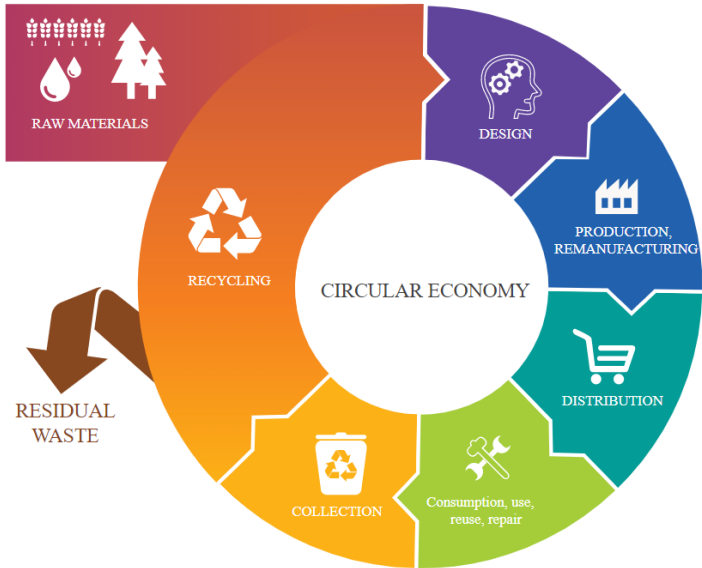 RAW MATERIALS
DESIGN
PRODUCTION,
REMANUFACTURING
RECYCLING
CIRCULAR ECONOMY
DISTRIBUTION
RESIDUAL
WASTE
Consumption, use,
reuse, repair
COLLECTION